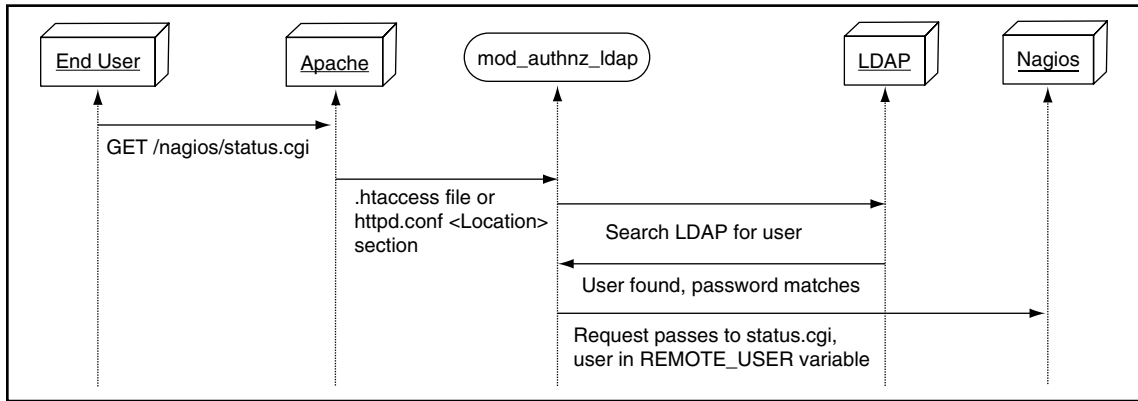 End User
Apache
mod_authnz_ldap
LDAP
Nagios
GET /nagios/status.cgi
.htaccess file or
httpd.conf <Location>
section
Search LDAP for user
User found, password matches
Request passes to status.cgi,
user in REMOTE_USER variable